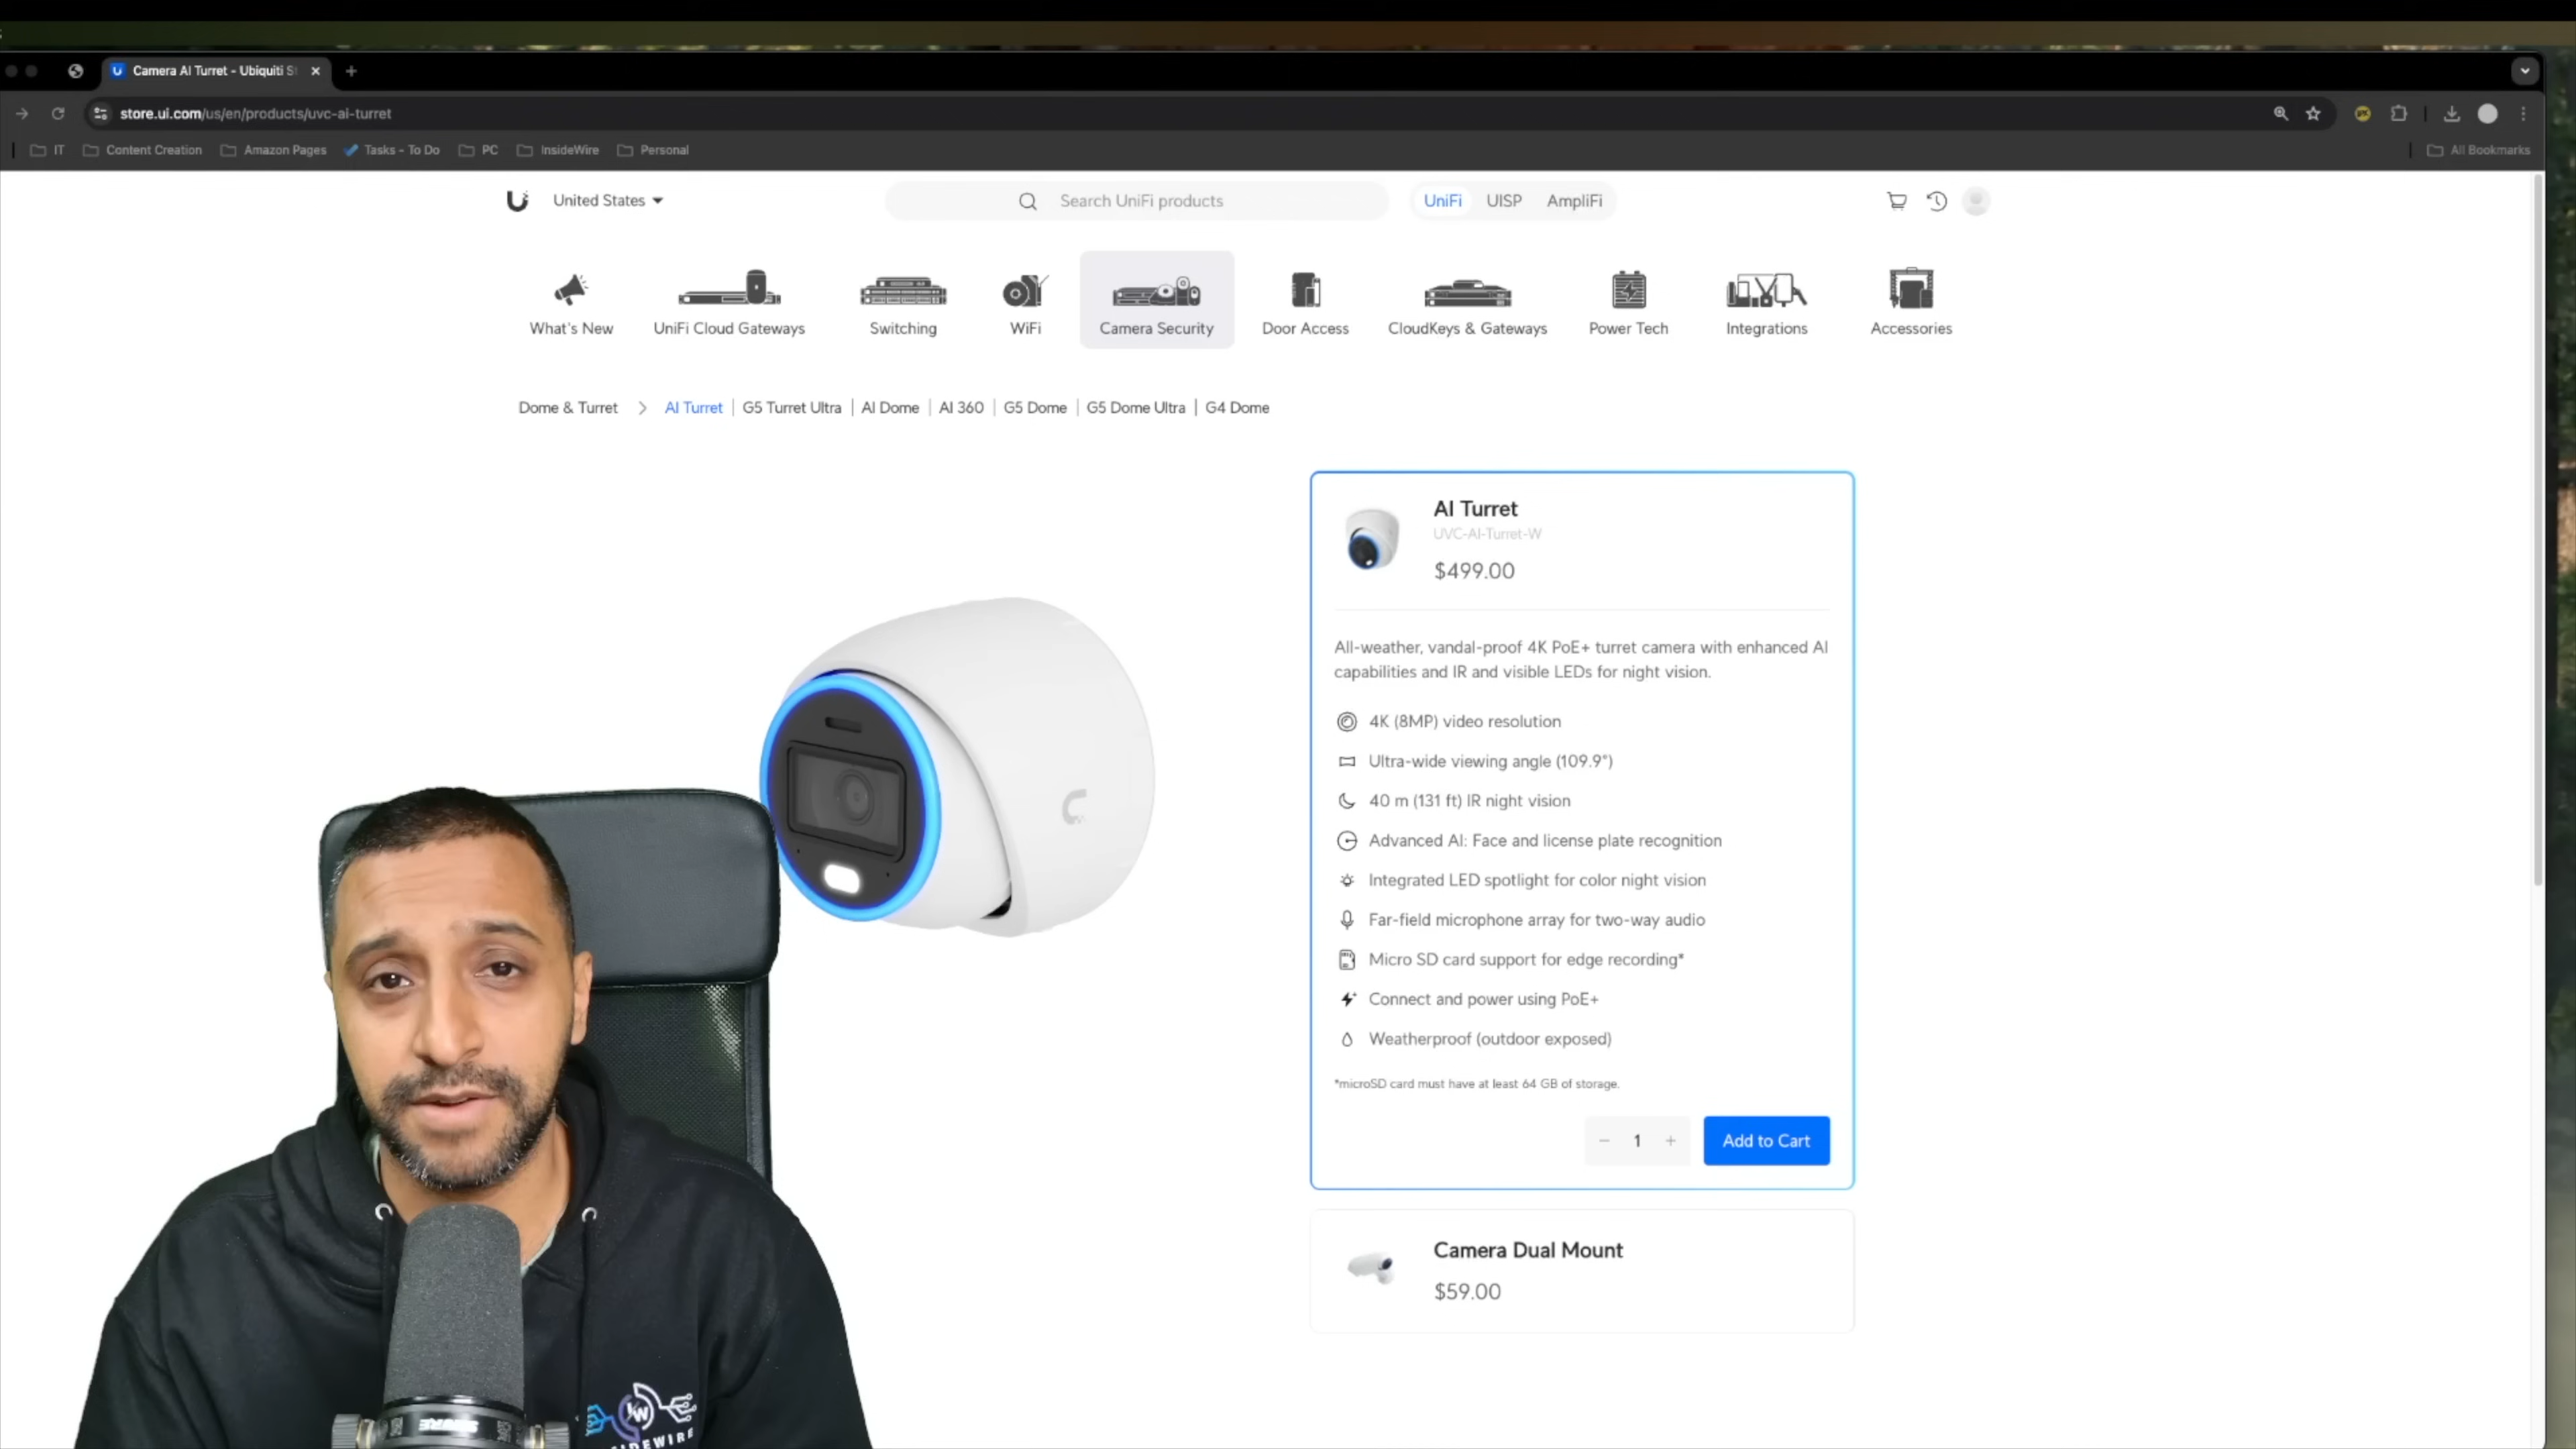 Camera AI Turret - Ubiquiti S
store.ui.com/us/en/products/uvc-ai-turret
IT
Content Creation
Amazon Pages
Tasks - To Do
PC
InsideWire
Personal
All Bookmarks
United States
Search UniFi products
UniFi
UISP
AmpliFi
What's New
UniFi Cloud Gateways
Switching
WiFi
Camera Security
Door Access
CloudKeys & Gateways
Power Tech
Integrations
Accessories
Dome & Turret > AI Turret | G5 Turret Ultra | AI Dome | AI 360 | G5 Dome | G5 Dome Ultra | G4 Dome
AI Turret
UVC-AI-Turret-W
$499.00
All-weather, vandal-proof 4K PoE+ turret camera with enhanced AI
capabilities and IR and visible LEDs for night vision.
4K (8MP) video resolution
Ultra-wide viewing angle (109.9°)
40 m (131 ft) IR night vision
Advanced AI: Face and license plate recognition
Integrated LED spotlight for color night vision
Far-field microphone array for two-way audio
Micro SD card support for edge recording*
Connect and power using PoE+
Weatherproof (outdoor exposed)
*microSD card must have at least 64 GB of storage.
− 1 +
Add to Cart
Camera Dual Mount
$59.00
SHURE
IDEWIRE